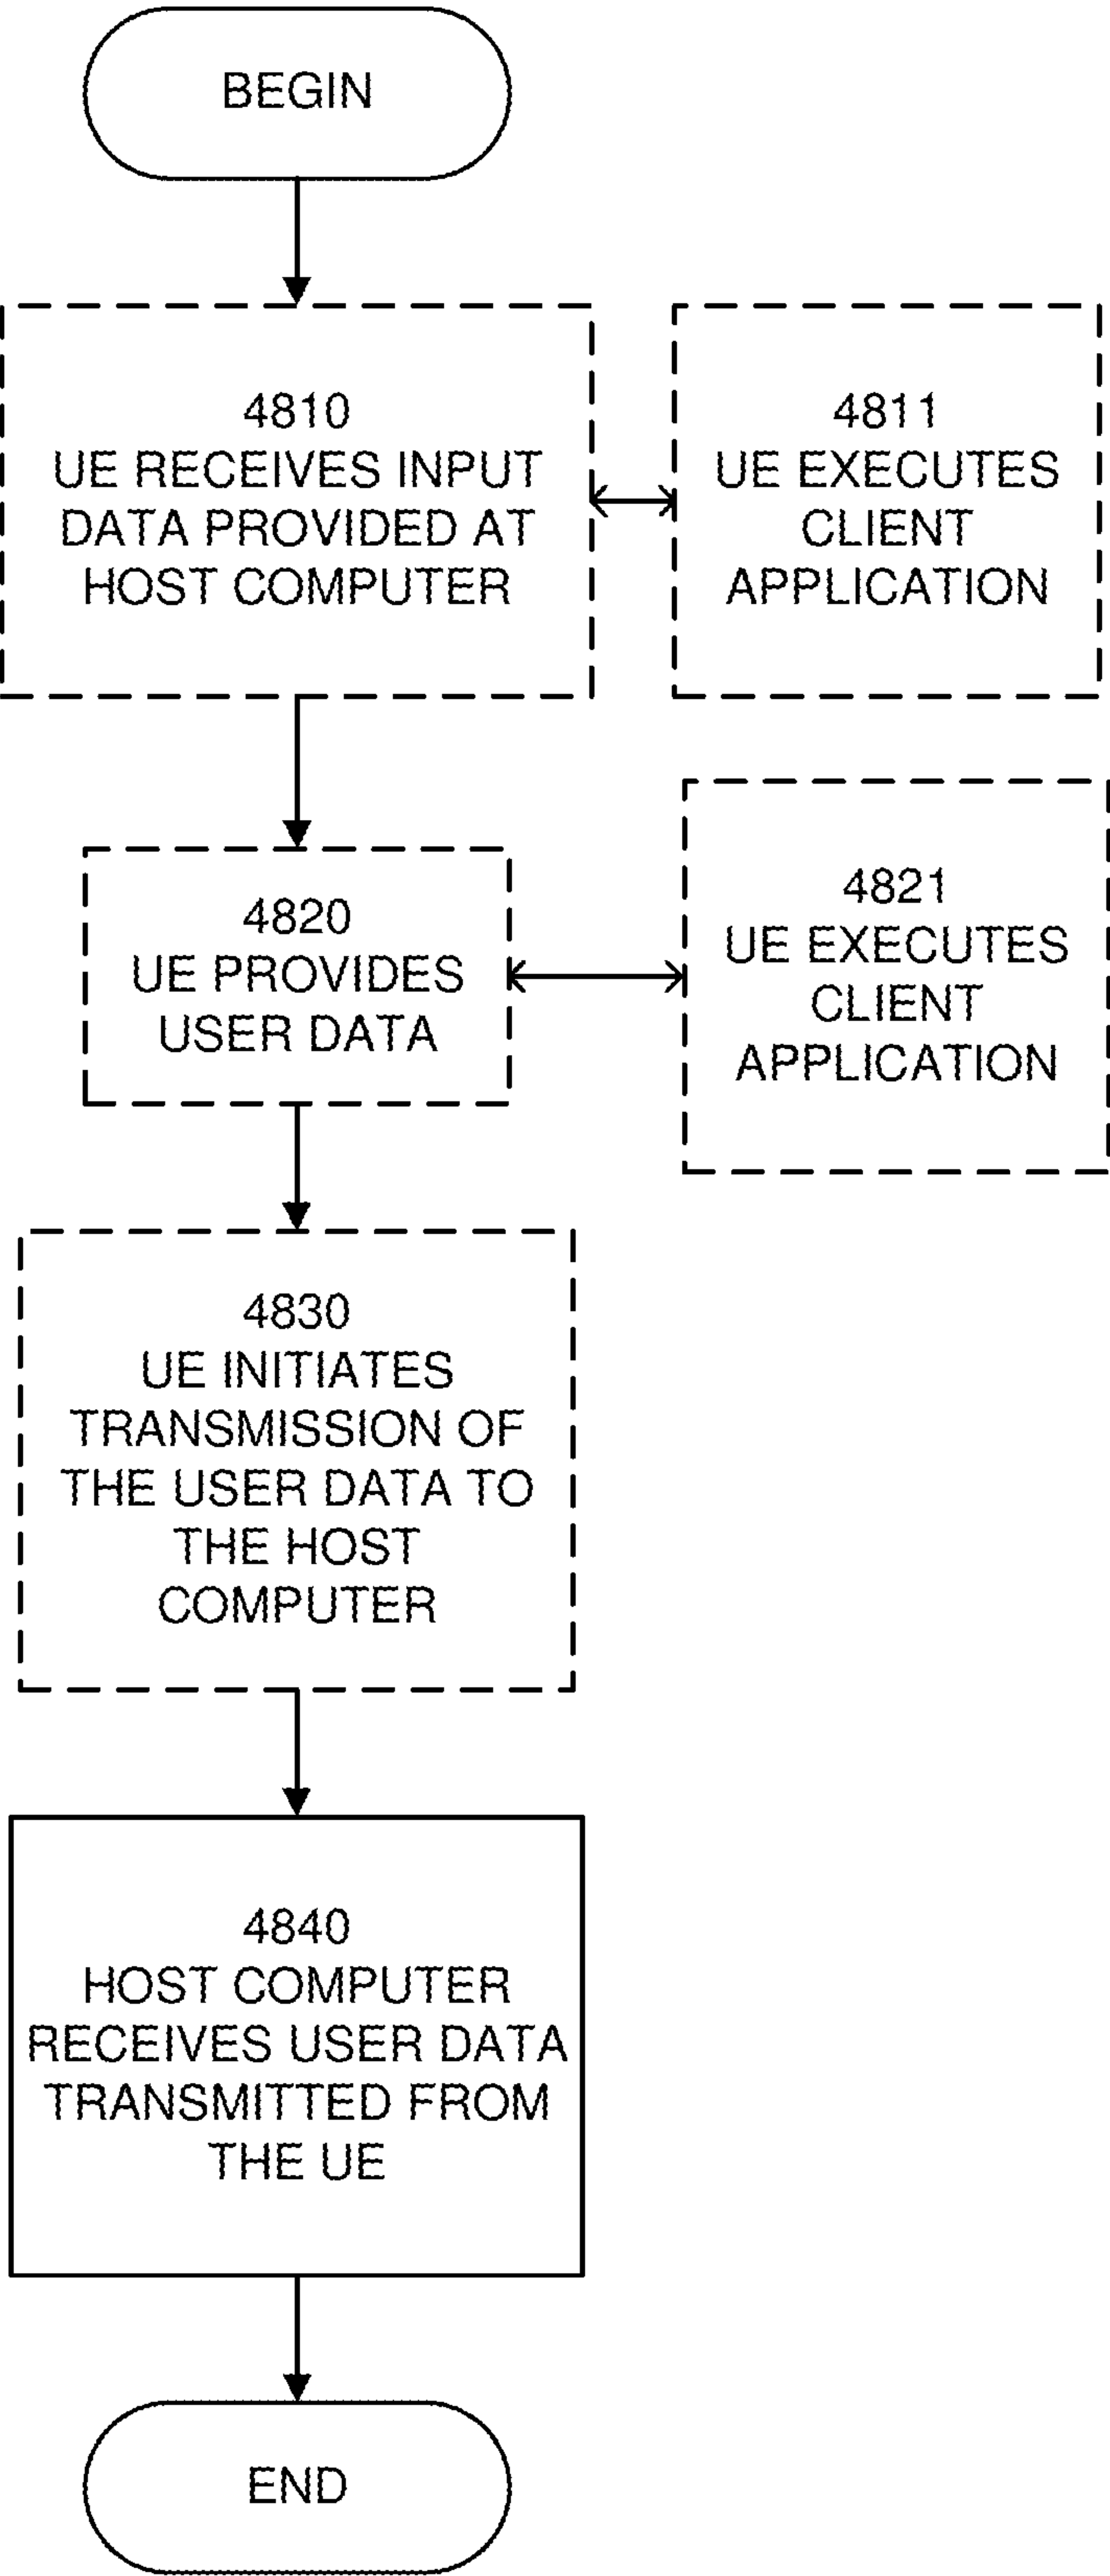 BEGIN
4810
UE RECEIVES INPUT
DATA PROVIDED AT
HOST COMPUTER
4811
UE EXECUTES
CLIENT
APPLICATION
4820
UE PROVIDES
USER DATA
4821
UE EXECUTES
CLIENT
APPLICATION
4830
UE INITIATES
TRANSMISSION OF
THE USER DATA TO
THE HOST
COMPUTER
4840
HOST COMPUTER
RECEIVES USER DATA
TRANSMITTED FROM
THE UE
END